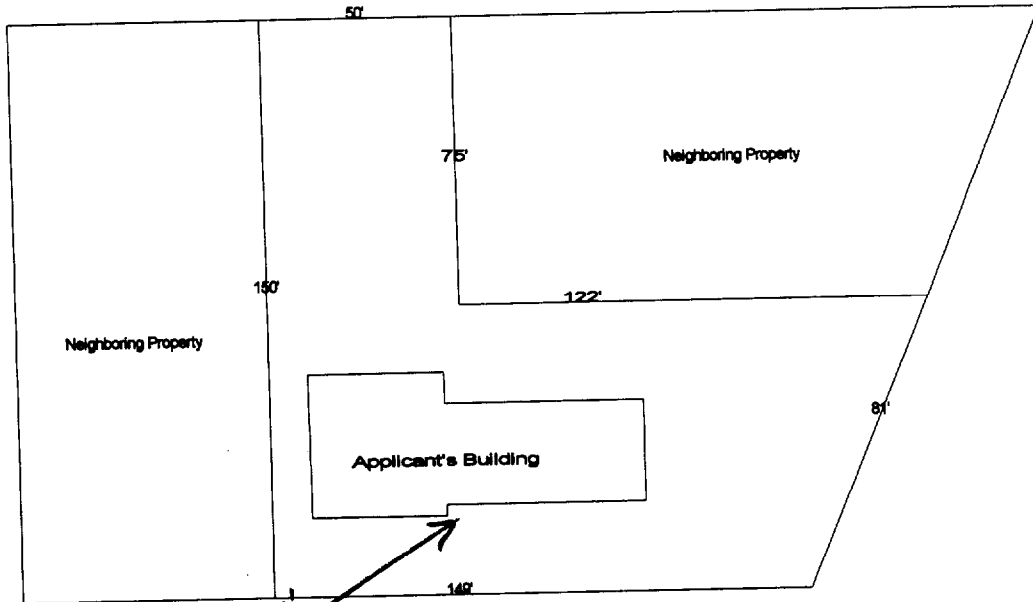 50'
75'
Neighboring Property
150'
122'
Neighboring Property
81'
Applicant's Building
149'